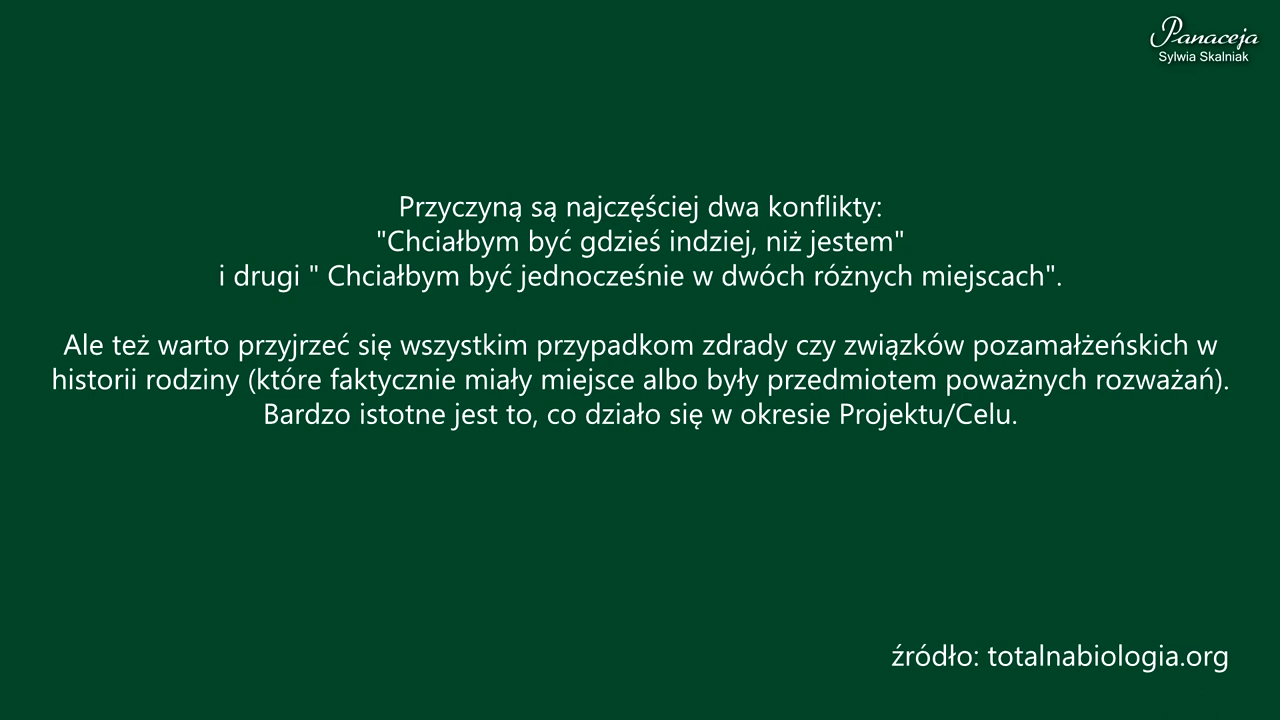 Panaceja
Sylwia Skalniak
Przyczyną są najczęściej dwa konflikty:
"Chciałbym być gdzieś indziej, niż jestem"
i drugi " Chciałbym być jednocześnie w dwóch różnych miejscach".
Ale też warto przyjrzeć się wszystkim przypadkom zdrady czy związków pozamałżeńskich w
historii rodziny (które faktycznie miały miejsce albo były przedmiotem poważnych rozważań).
Bardzo istotne jest to, co działo się w okresie Projektu/Celu.
źródło: totalnabiologia.org